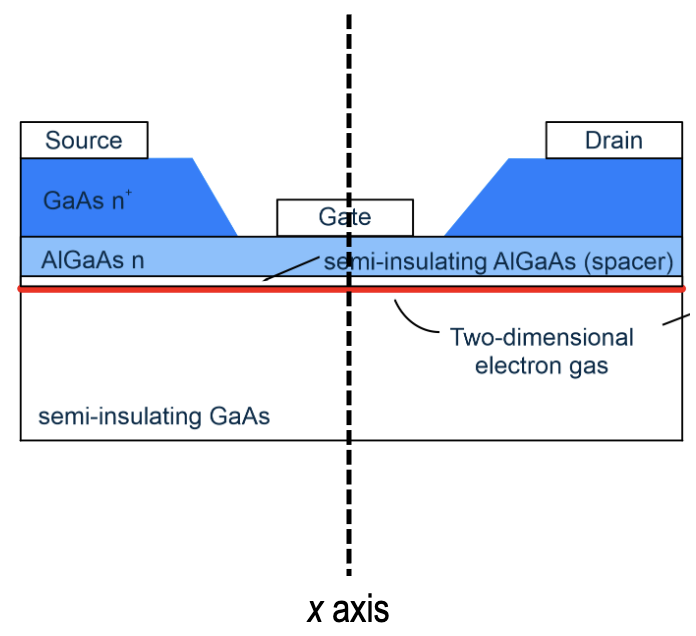 Source
Drain
GaAs n⁺
Gate
AlGaAs n
semi-insulating AlGaAs (spacer)
Two-dimensional
electron gas
semi-insulating GaAs
x axis